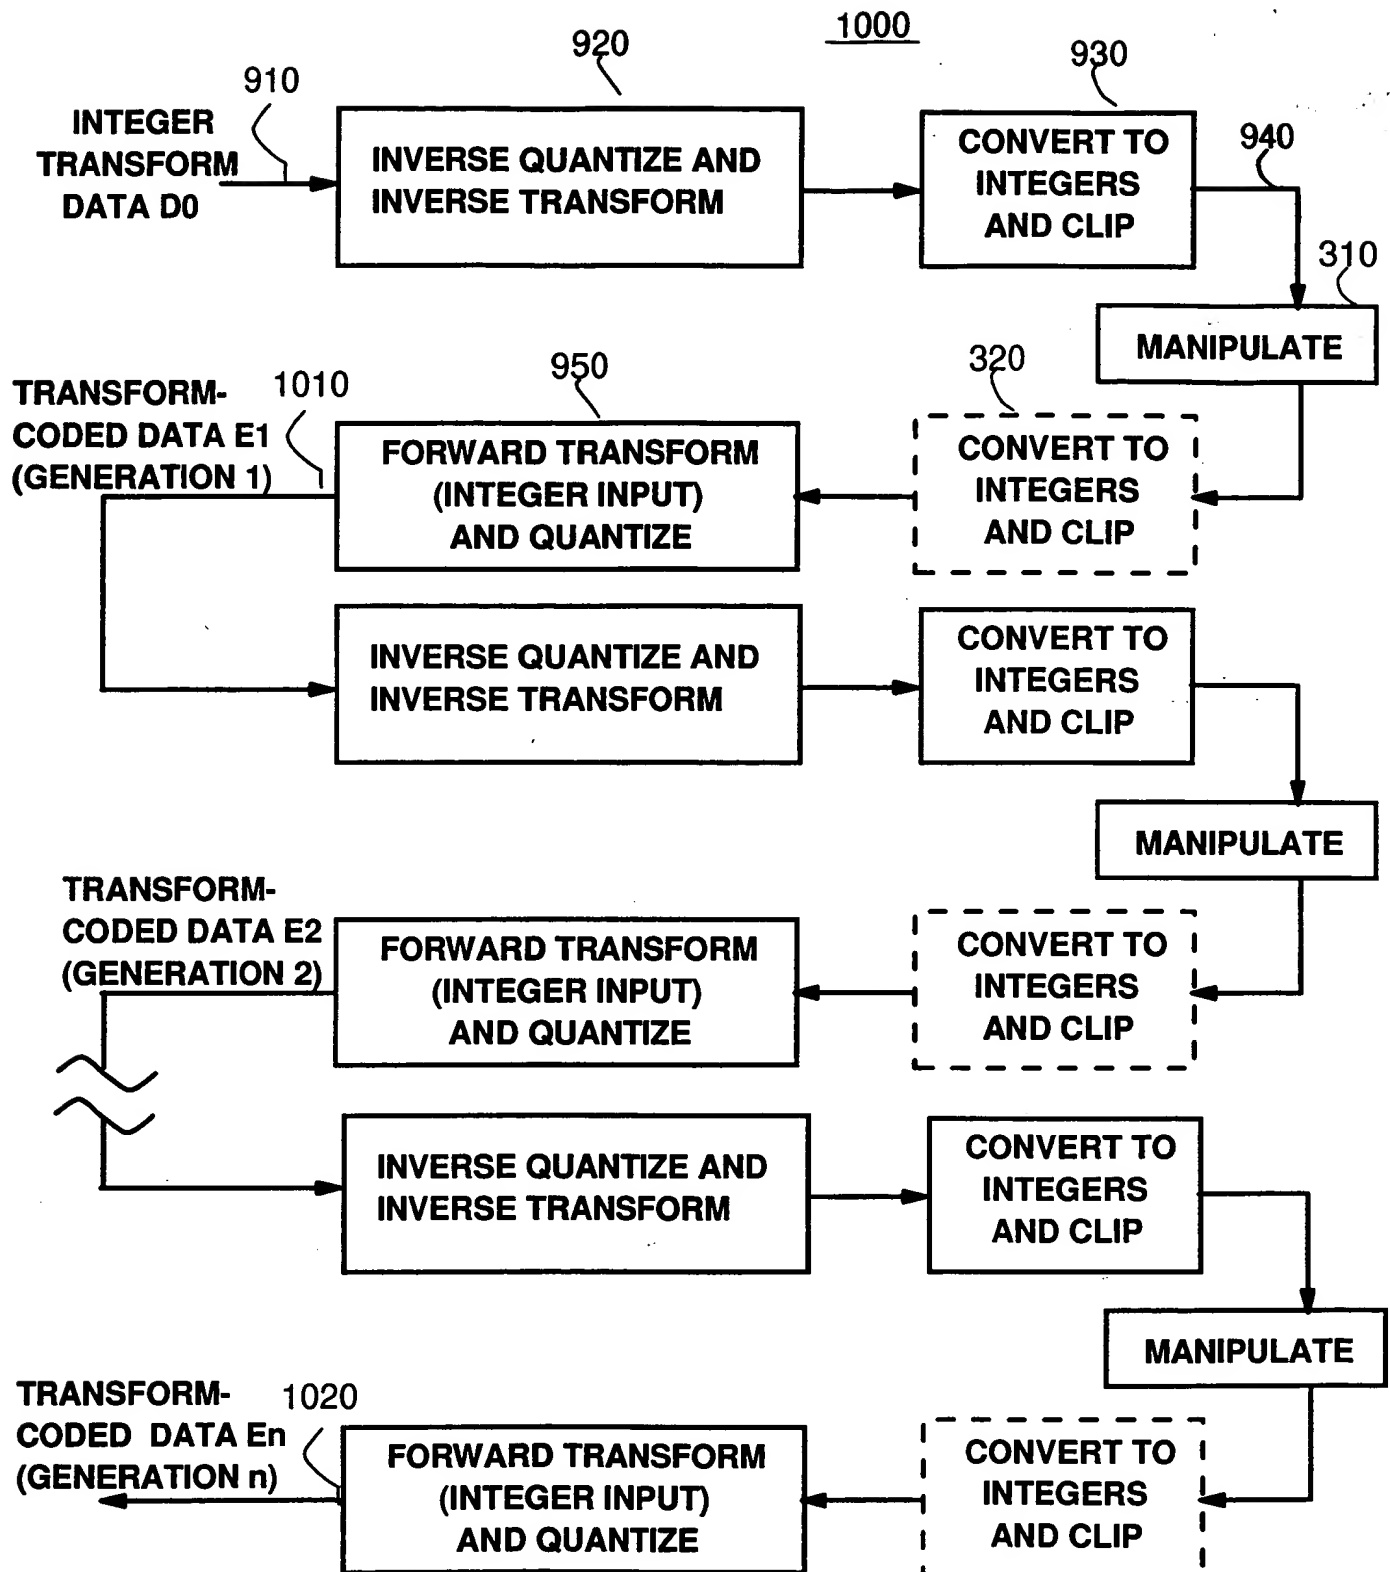 1000
920
930
910
INTEGER
TRANSFORM
DATA D0
INVERSE QUANTIZE AND
INVERSE TRANSFORM
CONVERT TO
INTEGERS
AND CLIP
940
310
MANIPULATE
TRANSFORM-
CODED DATA E1
(GENERATION 1)
1010
950
FORWARD TRANSFORM
(INTEGER INPUT)
AND QUANTIZE
320
CONVERT TO
INTEGERS
AND CLIP
INVERSE QUANTIZE AND
INVERSE TRANSFORM
CONVERT TO
INTEGERS
AND CLIP
MANIPULATE
TRANSFORM-
CODED DATA E2
(GENERATION 2)
FORWARD TRANSFORM
(INTEGER INPUT)
AND QUANTIZE
CONVERT TO
INTEGERS
AND CLIP
INVERSE QUANTIZE AND
INVERSE TRANSFORM
CONVERT TO
INTEGERS
AND CLIP
MANIPULATE
TRANSFORM-
CODED DATA En
(GENERATION n)
1020
FORWARD TRANSFORM
(INTEGER INPUT)
AND QUANTIZE
CONVERT TO
INTEGERS
AND CLIP